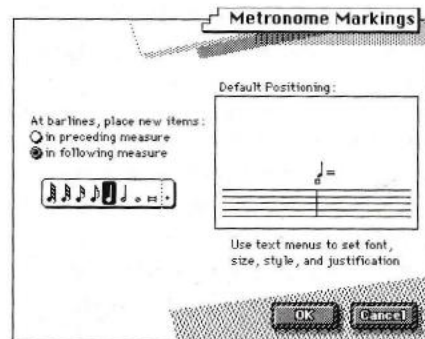 Metronome Markings
Default Positioning:
At barlines, place new items:
in preceding measure
in following measure
=
Use text menus to set font,
size, style, and justification
OK
Cancel